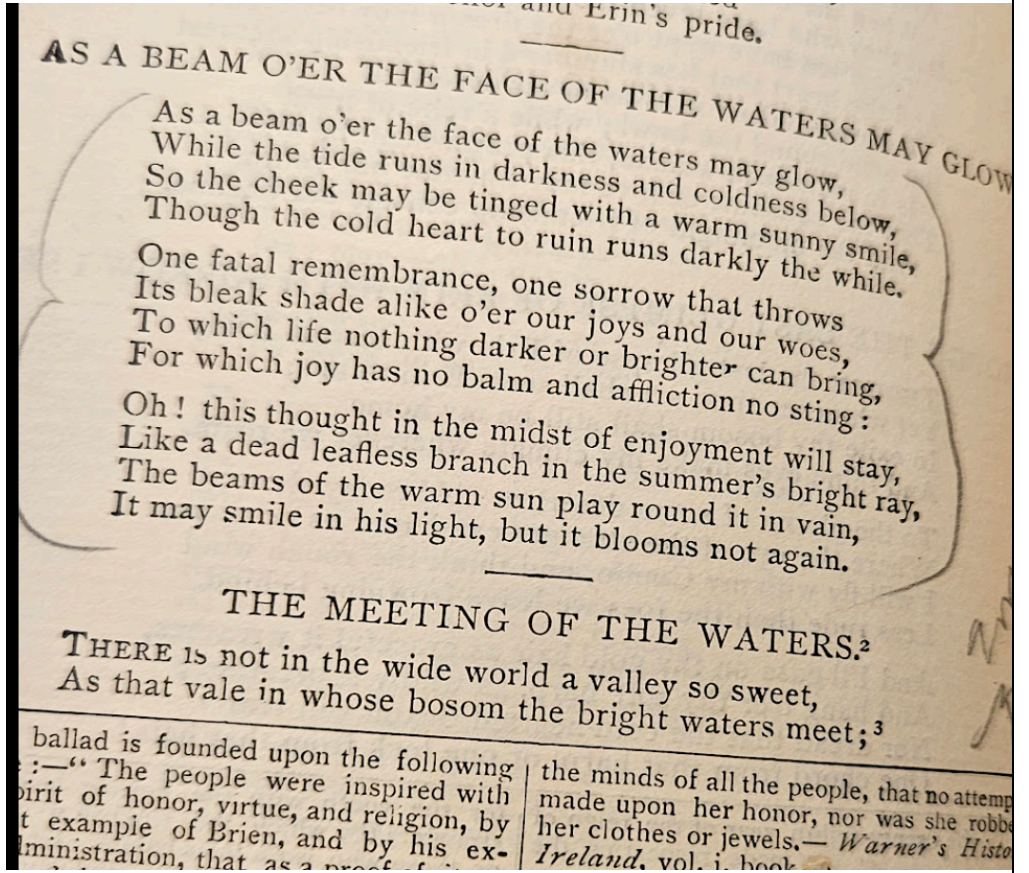 and Erin's pride.
AS A BEAM O'ER THE FACE OF THE WATERS MAY GLOW
As a beam o'er the face of the waters may glow,
While the tide runs in darkness and coldness below,
So the cheek may be tinged with a warm sunny smile,
Though the cold heart to ruin runs darkly the while.
One fatal remembrance, one sorrow that throws
Its bleak shade alike o'er our joys and our woes,
To which life nothing darker or brighter can bring,
For which joy has no balm and affliction no sting:
Oh! this thought in the midst of enjoyment will stay,
Like a dead leafless branch in the summer's bright ray,
The beams of the warm sun play round it in vain,
It may smile in his light, but it blooms not again.
THE MEETING OF THE WATERS.²
THERE IS not in the wide world a valley so sweet,
As that vale in whose bosom the bright waters meet;³
ballad is founded upon the following
:—“The people were inspired with
pirit of honor, virtue, and religion, by
t example of Brien, and by his ex-
dministration, that as a proof of
the minds of all the people, that no attemp
made upon her honor, nor was she robbe
her clothes or jewels.— Warner's Histo
Ireland, vol. i. book